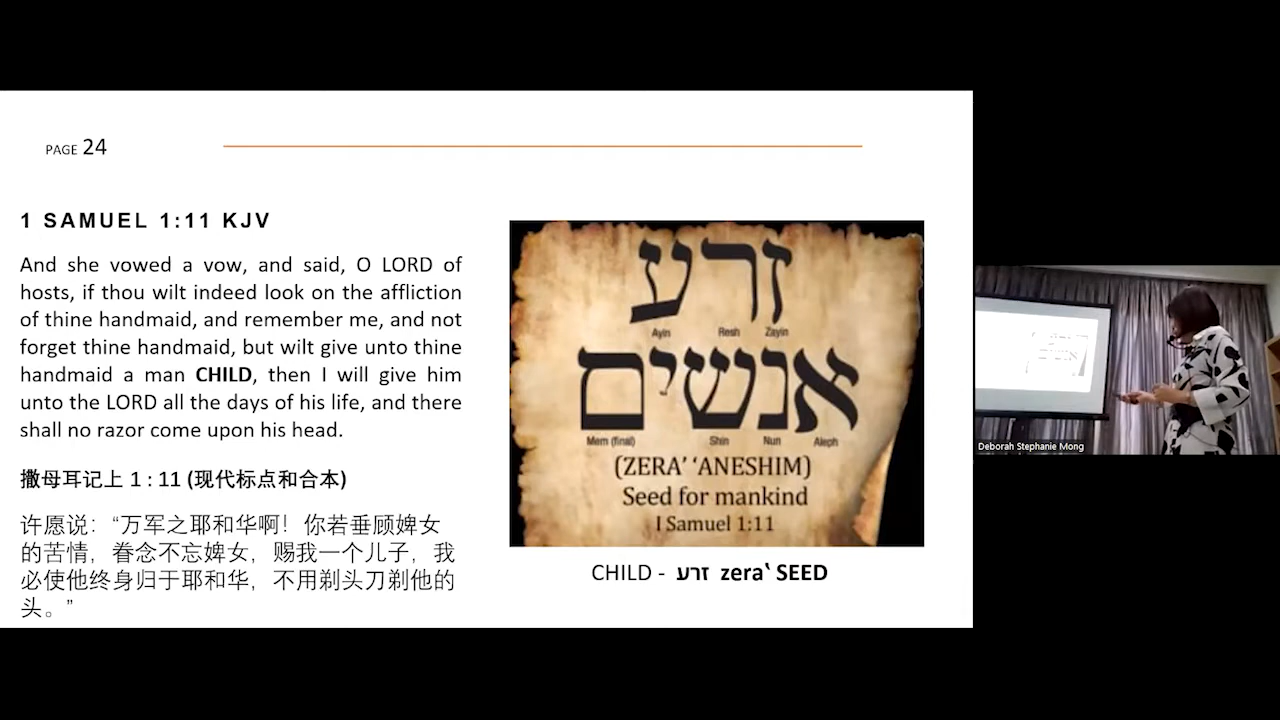 PAGE 24
1 SAMUEL 1:11 KJV
And she vowed a vow, and said, O LORD of
hosts, if thou wilt indeed look on the affliction
of thine handmaid, and remember me, and not
forget thine handmaid, but wilt give unto thine
handmaid a man CHILD, then I will give him
unto the LORD all the days of his life, and there
shall no razor come upon his head.
撒母耳记上 1 : 11 (现代标点和合本)
许愿说：“万军之耶和华啊！你若垂顾婢女
的苦情，眷念不忘婢女，赐我一个儿子，我
必使他终身归于耶和华，不用剃头刀剃他的
头。”
זרע
Ayin Resh Zayin
אנשים
Mem (final) Shin Nun Aleph
(ZERA’ ‘ANESHIM)
Seed for mankind
I Samuel 1:11
CHILD - זרע zera‛ SEED
Deborah Stephanie Mong